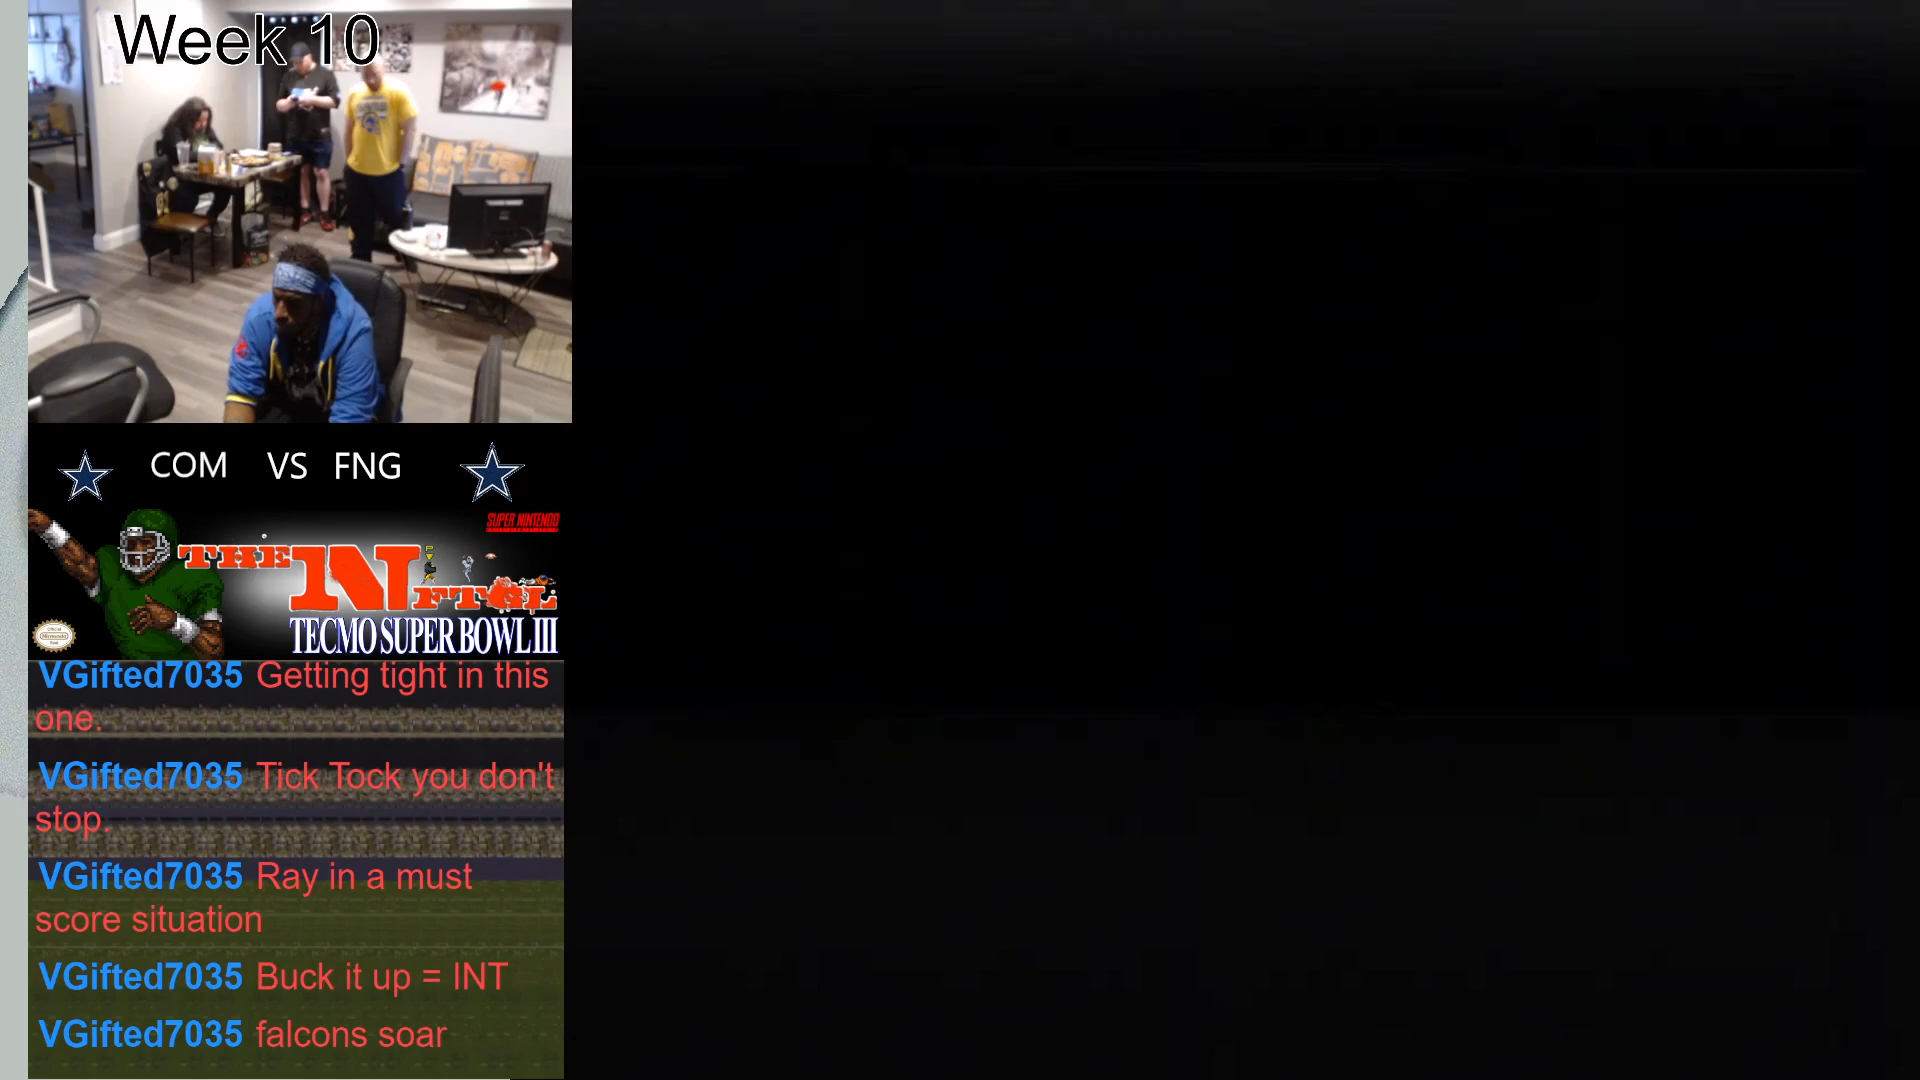 Week 10
COM VS FNG
SUPER NINTENDO
THE NFTSL
TECMO SUPER BOWL III
VGifted7035 Getting tight in this
one.
VGifted7035 Tick Tock you don't
stop.
VGifted7035 Ray in a must
score situation
VGifted7035 Buck it up = INT
VGifted7035 falcons soar